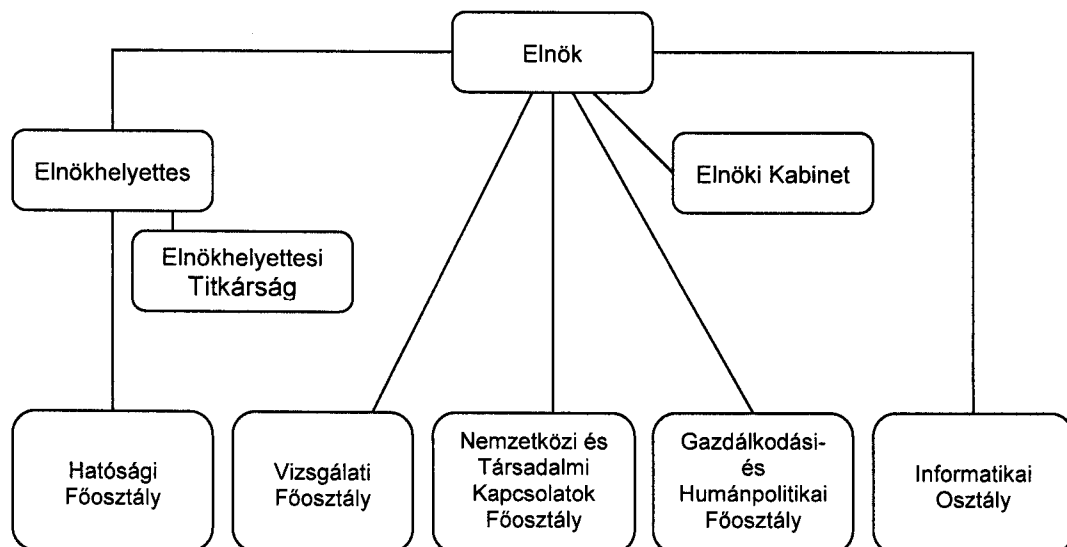 Elnök
Elnökhelyettes
Elnöki Kabinet
Elnökhelyettesi
Titkárság
Hatósági
Főosztály
Vizsgálati
Főosztály
Nemzetközi és
Társadalmi
Kapcsolatok
Főosztály
Gazdálkodási-
és
Humánpolitikai
Főosztály
Informatikai
Osztály